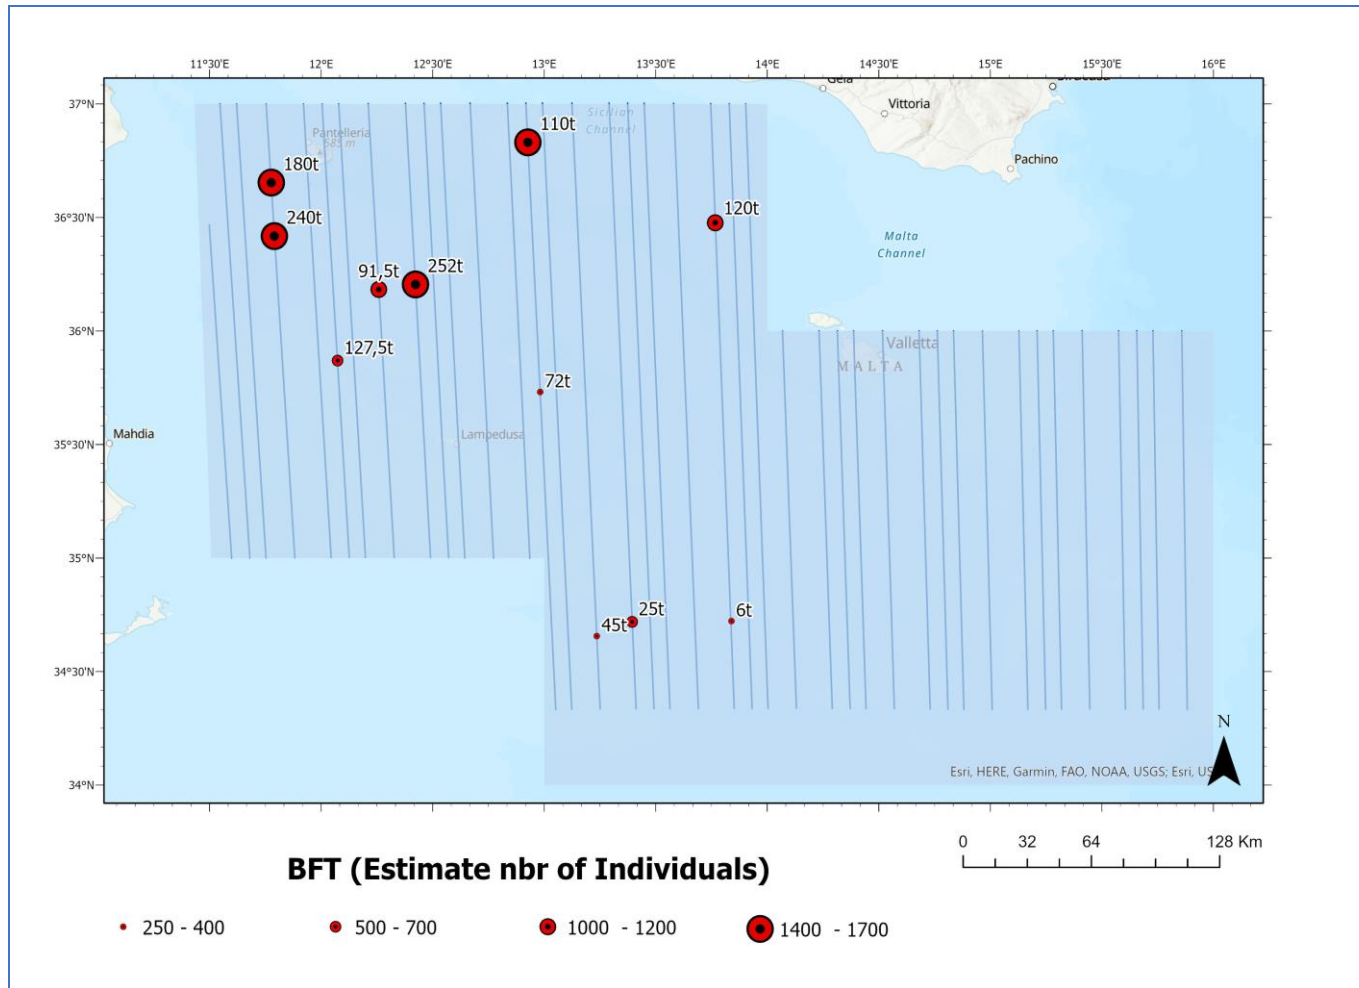 11°30'E 12°E 12°30'E 13°E 13°30'E 14°E 14°30'E 15°E 15°30'E 16°E
Gela
Siracusa
37°N
Vittoria
Sicilian
Channel
110t
Pantelleria
585 m
Pachino
180t
120t
36°30'N
240t
Malta
Channel
91,5t
252t
36°N
Valletta
MALTA
127,5t
72t
Mahdia
35°30'N
Lampedusa
35°N
25t
6t
45t
34°30'N
N
Esri, HERE, Garmin, FAO, NOAA, USGS; Esri,
34°N
0 32 64 128 Km
BFT (Estimate nbr of Individuals)
250 - 400
500 - 700
1000 - 1200
1400 - 1700